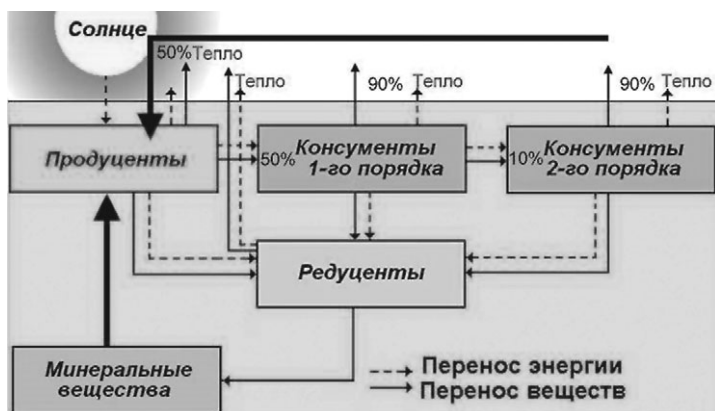 Солнце
50%Тепло
Тепло
90% Тепло
90% Тепло
Продуценты
50%
Консументы
1-го порядка
10%
Консументы
2-го порядка
Редуценты
Минеральные
вещества
Перенос энергии
Перенос веществ